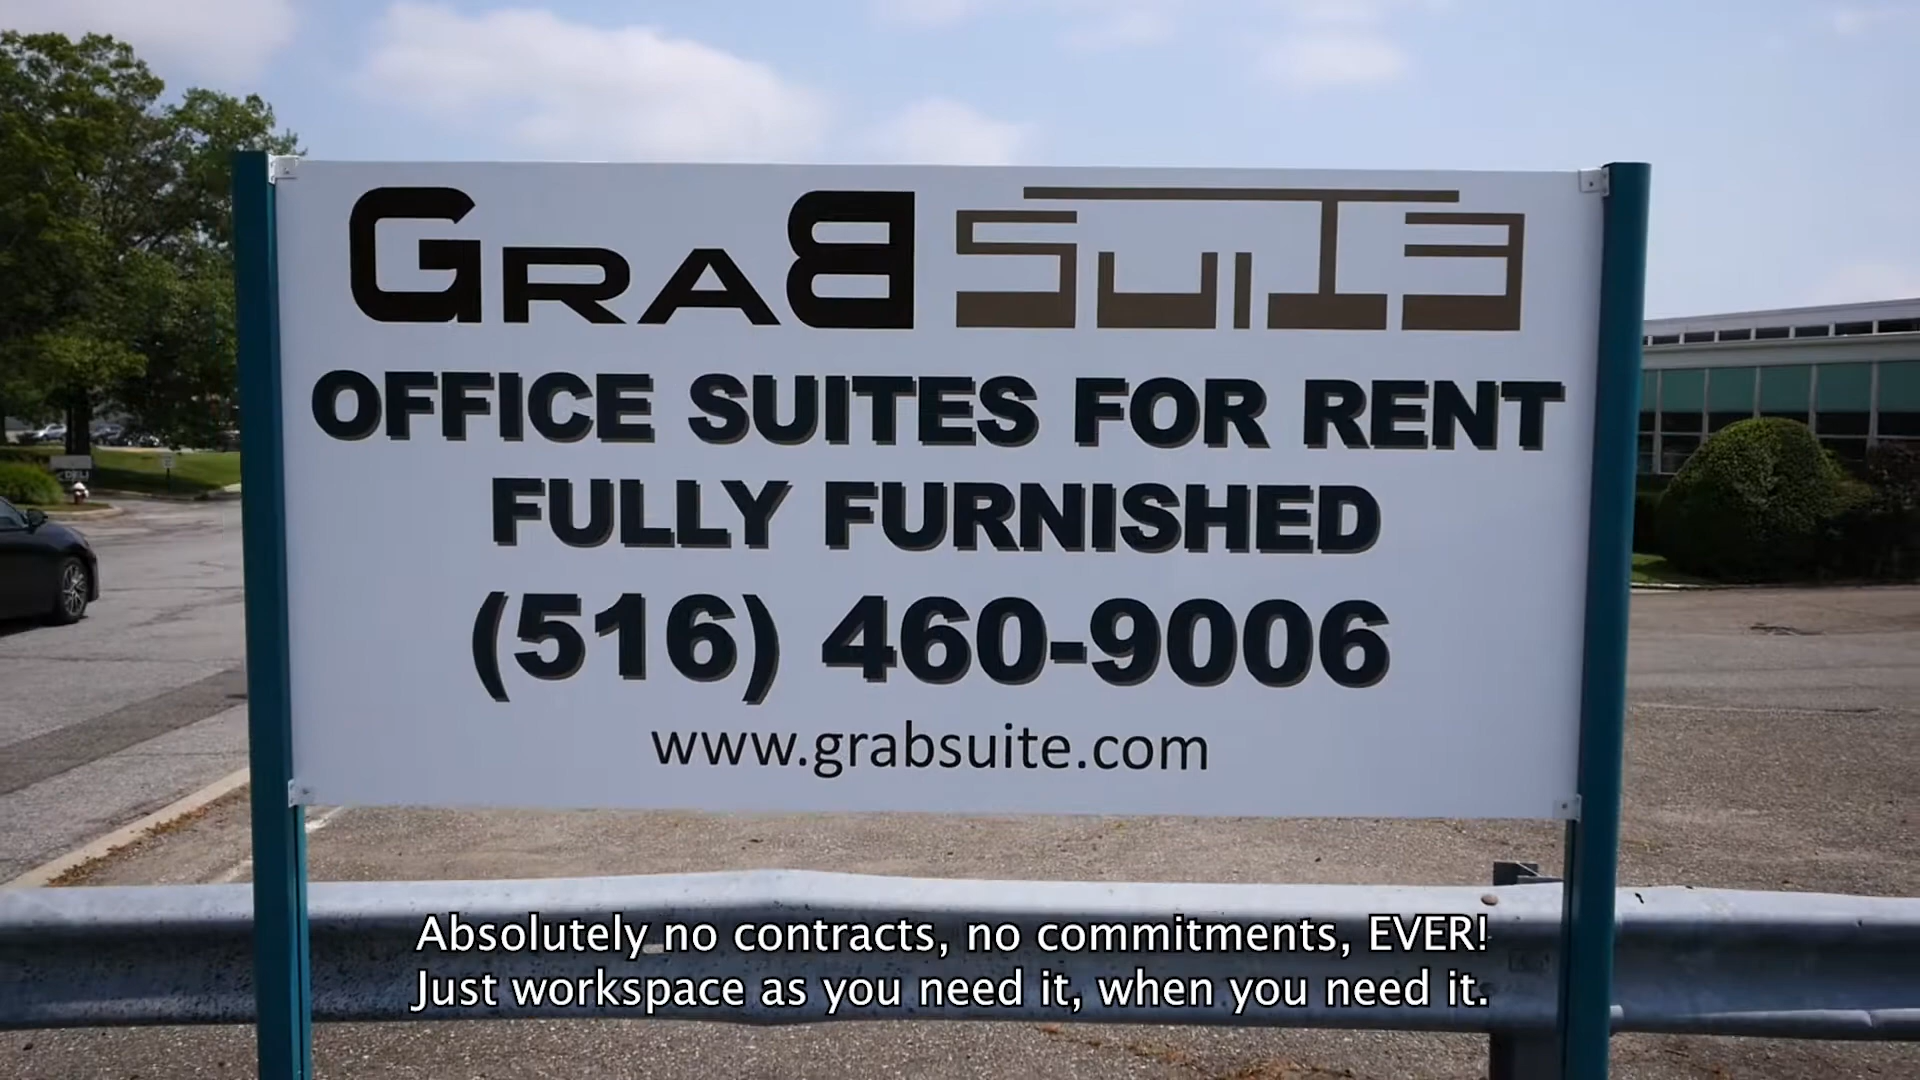 GRAB SUITE
OFFICE SUITES FOR RENT
FULLY FURNISHED
(516) 460-9006
www.grabsuite.com
DELI
Absolutely no contracts, no commitments, EVER!
Just workspace as you need it, when you need it.